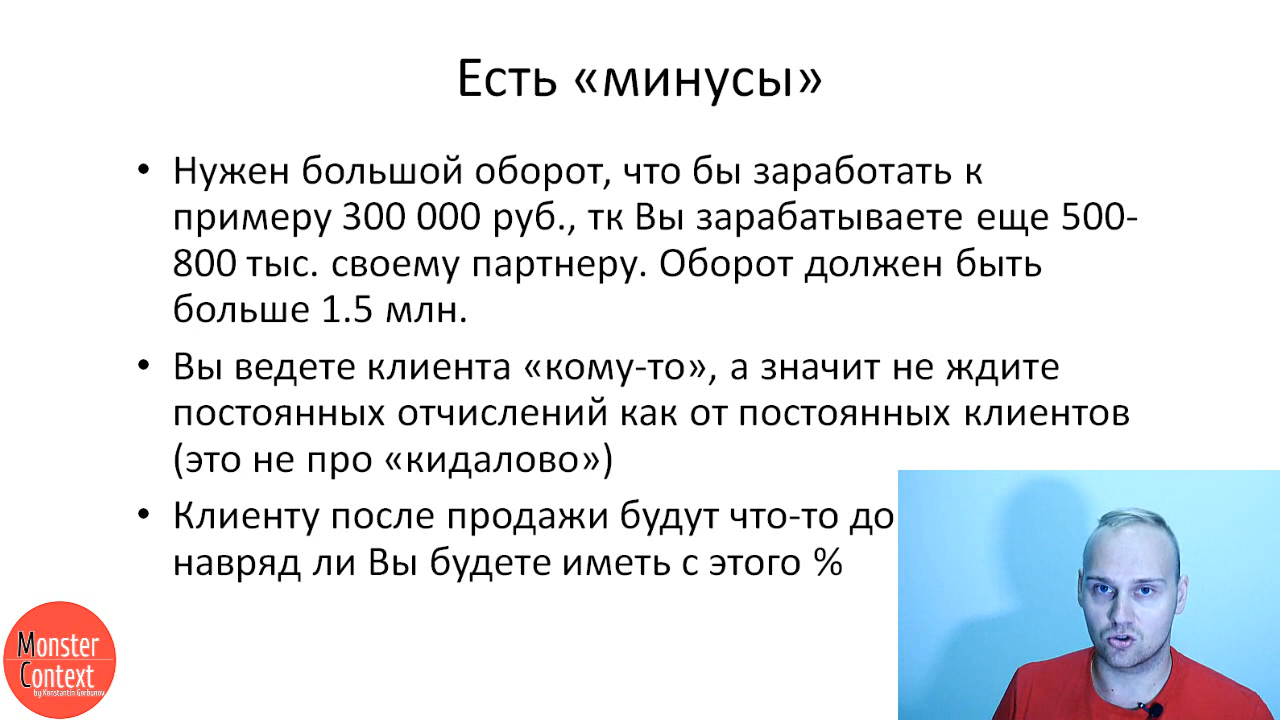 Есть «минусы»
• Нужен большой оборот, что бы заработать к
примеру 300 000 руб., тк Вы зарабатываете еще 500-
800 тыс. своему партнеру. Оборот должен быть
больше 1.5 млн.
• Вы ведете клиента «кому-то», а значит не ждите
постоянных отчислений как от постоянных клиентов
(это не про «кидалово»)
• Клиенту после продажи будут что-то до
навряд ли Вы будете иметь с этого %
Monster
Context
by Konstantin Gorbunov